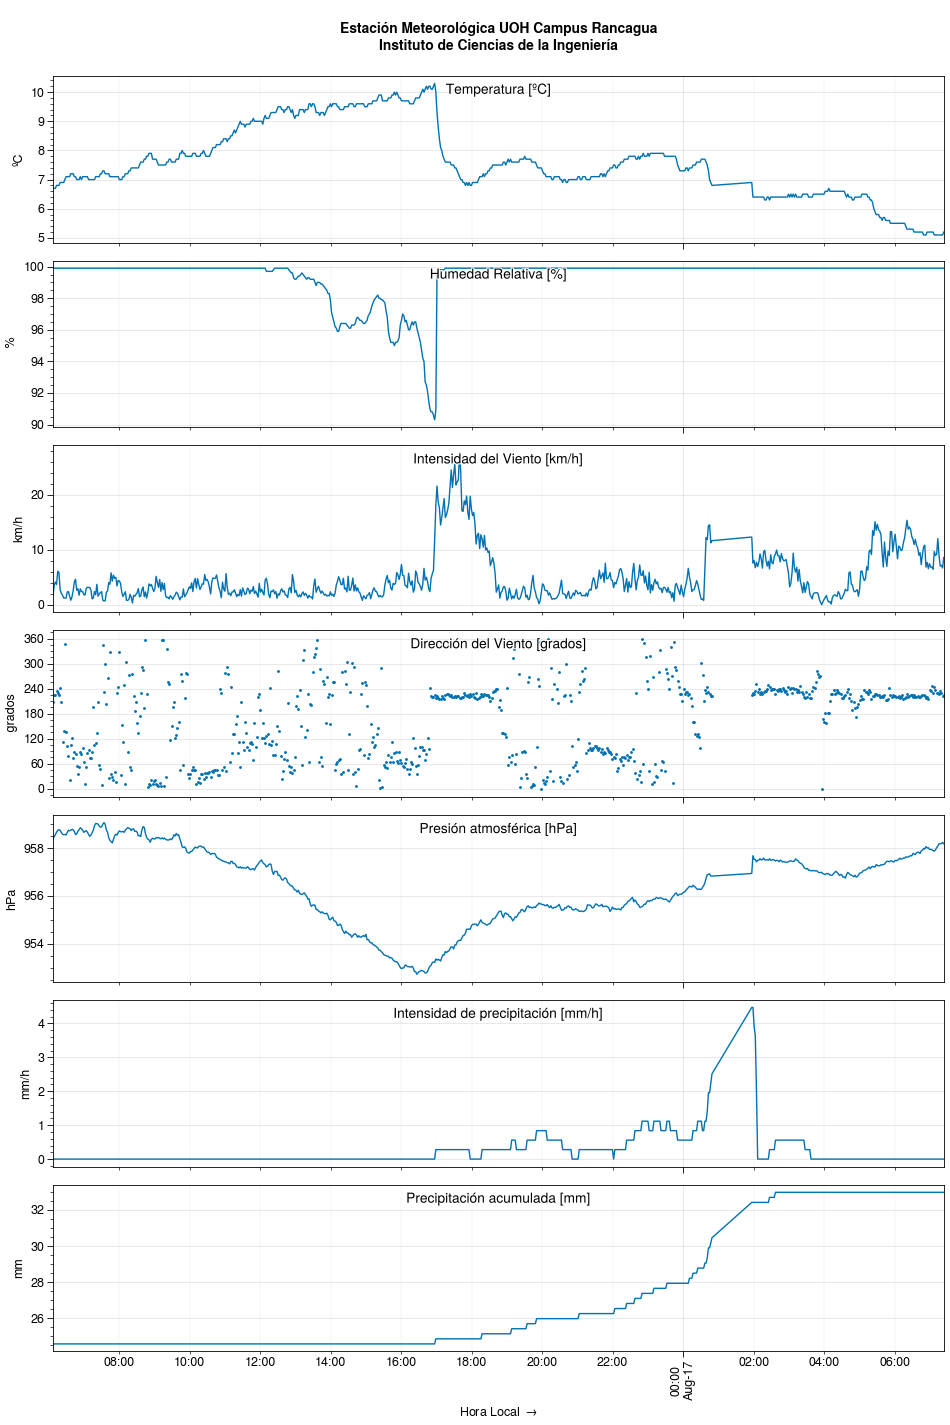 Estación Meteorológica UOH Campus Rancagua
Instituto de Ciencias de la Ingeniería
Temperatura [ºC]
ºC
10
9
8
7
6
5
Humedad Relativa [%]
%
100
98
96
94
92
90
Intensidad del Viento [km/h]
km/h
20
10
0
Dirección del Viento [grados]
grados
360
300
240
180
120
60
0
Presión atmosférica [hPa]
hPa
958
956
954
Intensidad de precipitación [mm/h]
mm/h
4
3
2
1
0
Precipitación acumulada [mm]
mm
32
30
28
26
08:00 10:00 12:00 14:00 16:00 18:00 20:00 22:00 00:00 02:00 04:00 06:00
Aug-17
Hora Local →